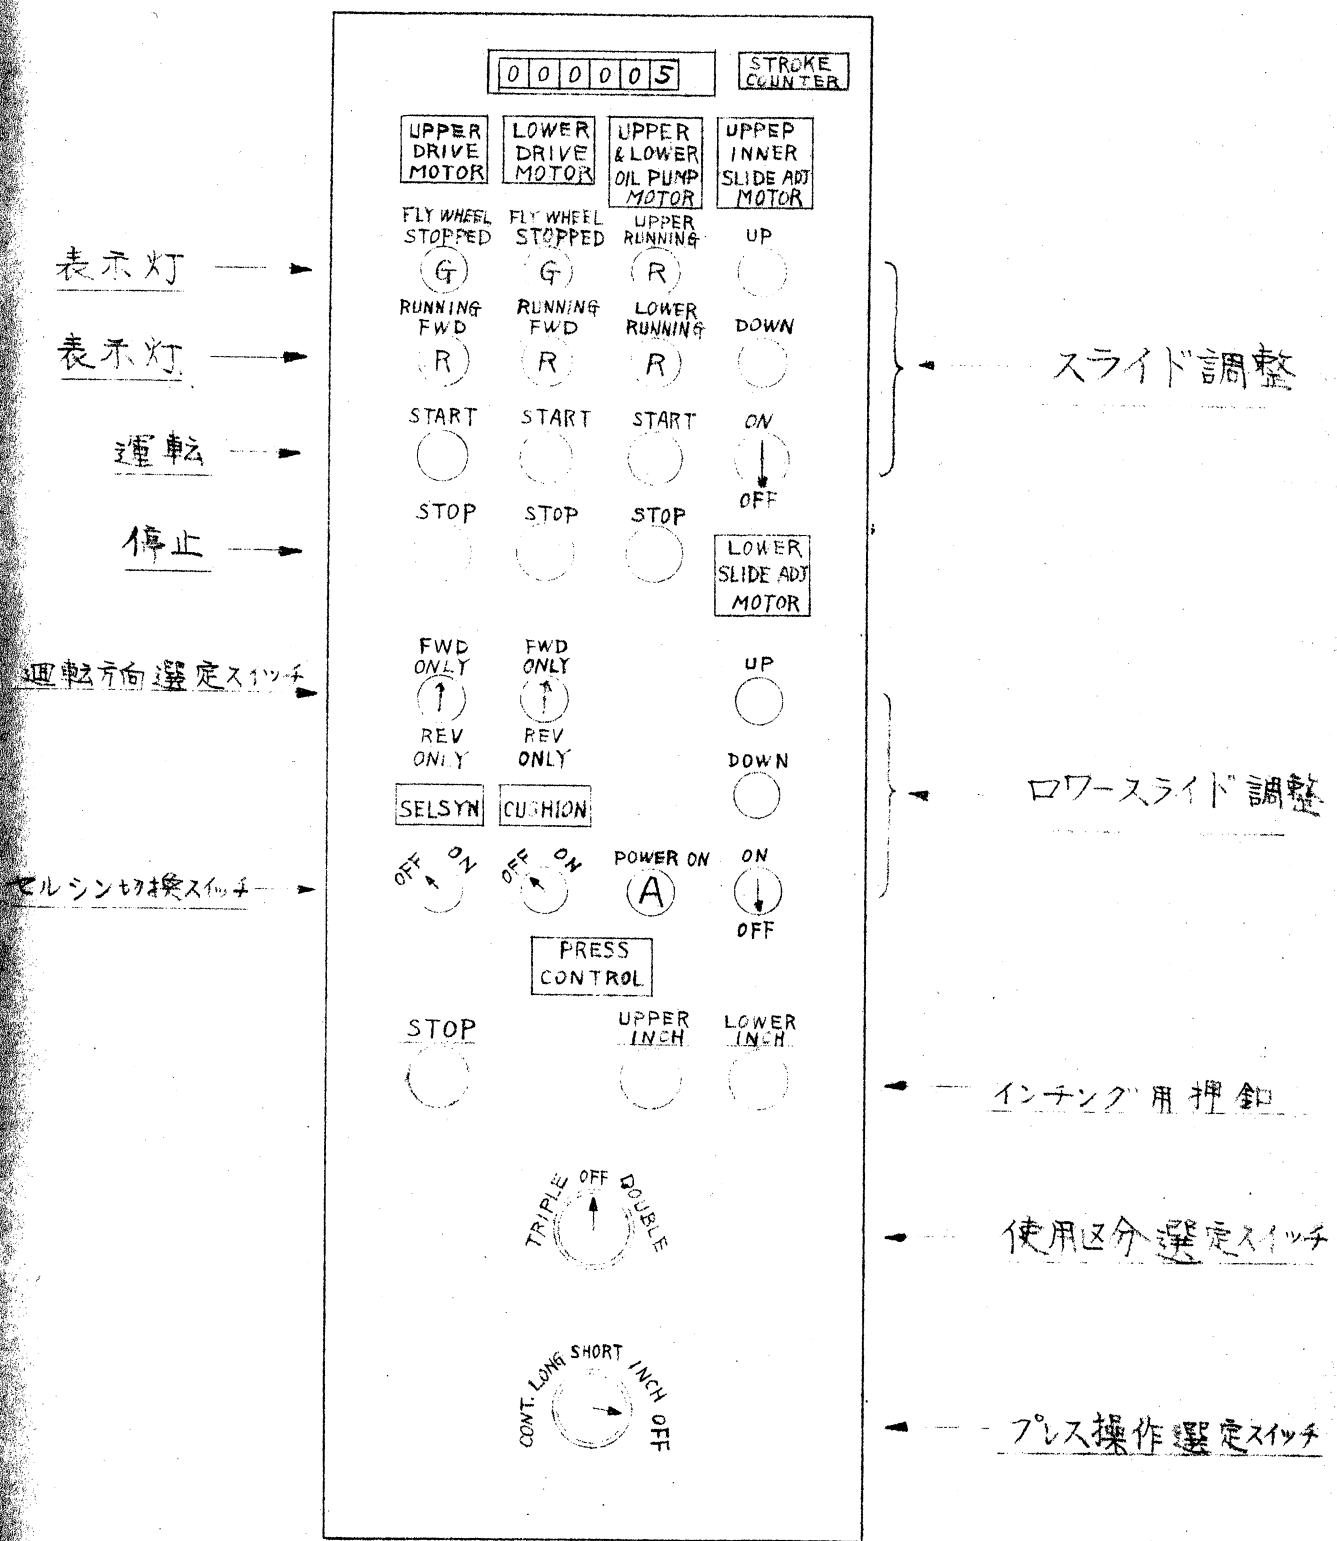 000005
STROKE
COUNTER
UPPER
DRIVE
MOTOR
LOWER
DRIVE
MOTOR
UPPER
& LOWER
OIL PUMP
MOTOR
UPPEP
INNER
SLIDE ADJ
MOTOR
FLY WHEEL
STOPPED
FLY WHEEL
STOPPED
UPPER
RUNNING
UP
表示灯
G
G
R
RUNNING
FWD
RUNNING
FWD
LOWER
RUNNING
DOWN
表示灯
R
R
R
スライド調整
START
START
START
ON
運転
OFF
STOP
STOP
STOP
停止
LOWER
SLIDE ADJ
MOTOR
FWD
ONLY
FWD
ONLY
UP
転方向選定スイッチ
REV
ONLY
REV
ONLY
DOWN
ロワースライド調整
SELSYN
CUSHION
OFF ON
OFF ON
POWER ON
ON
セルシン切換スイッチ
A
OFF
PRESS
CONTROL
STOP
UPPER
INCH
LOWER
INCH
インチング用押釦
TRIPLE OFF DOUBLE
使用区分選定スイッチ
CONT. LONG SHORT INCH OFF
プレス操作選定スイッチ